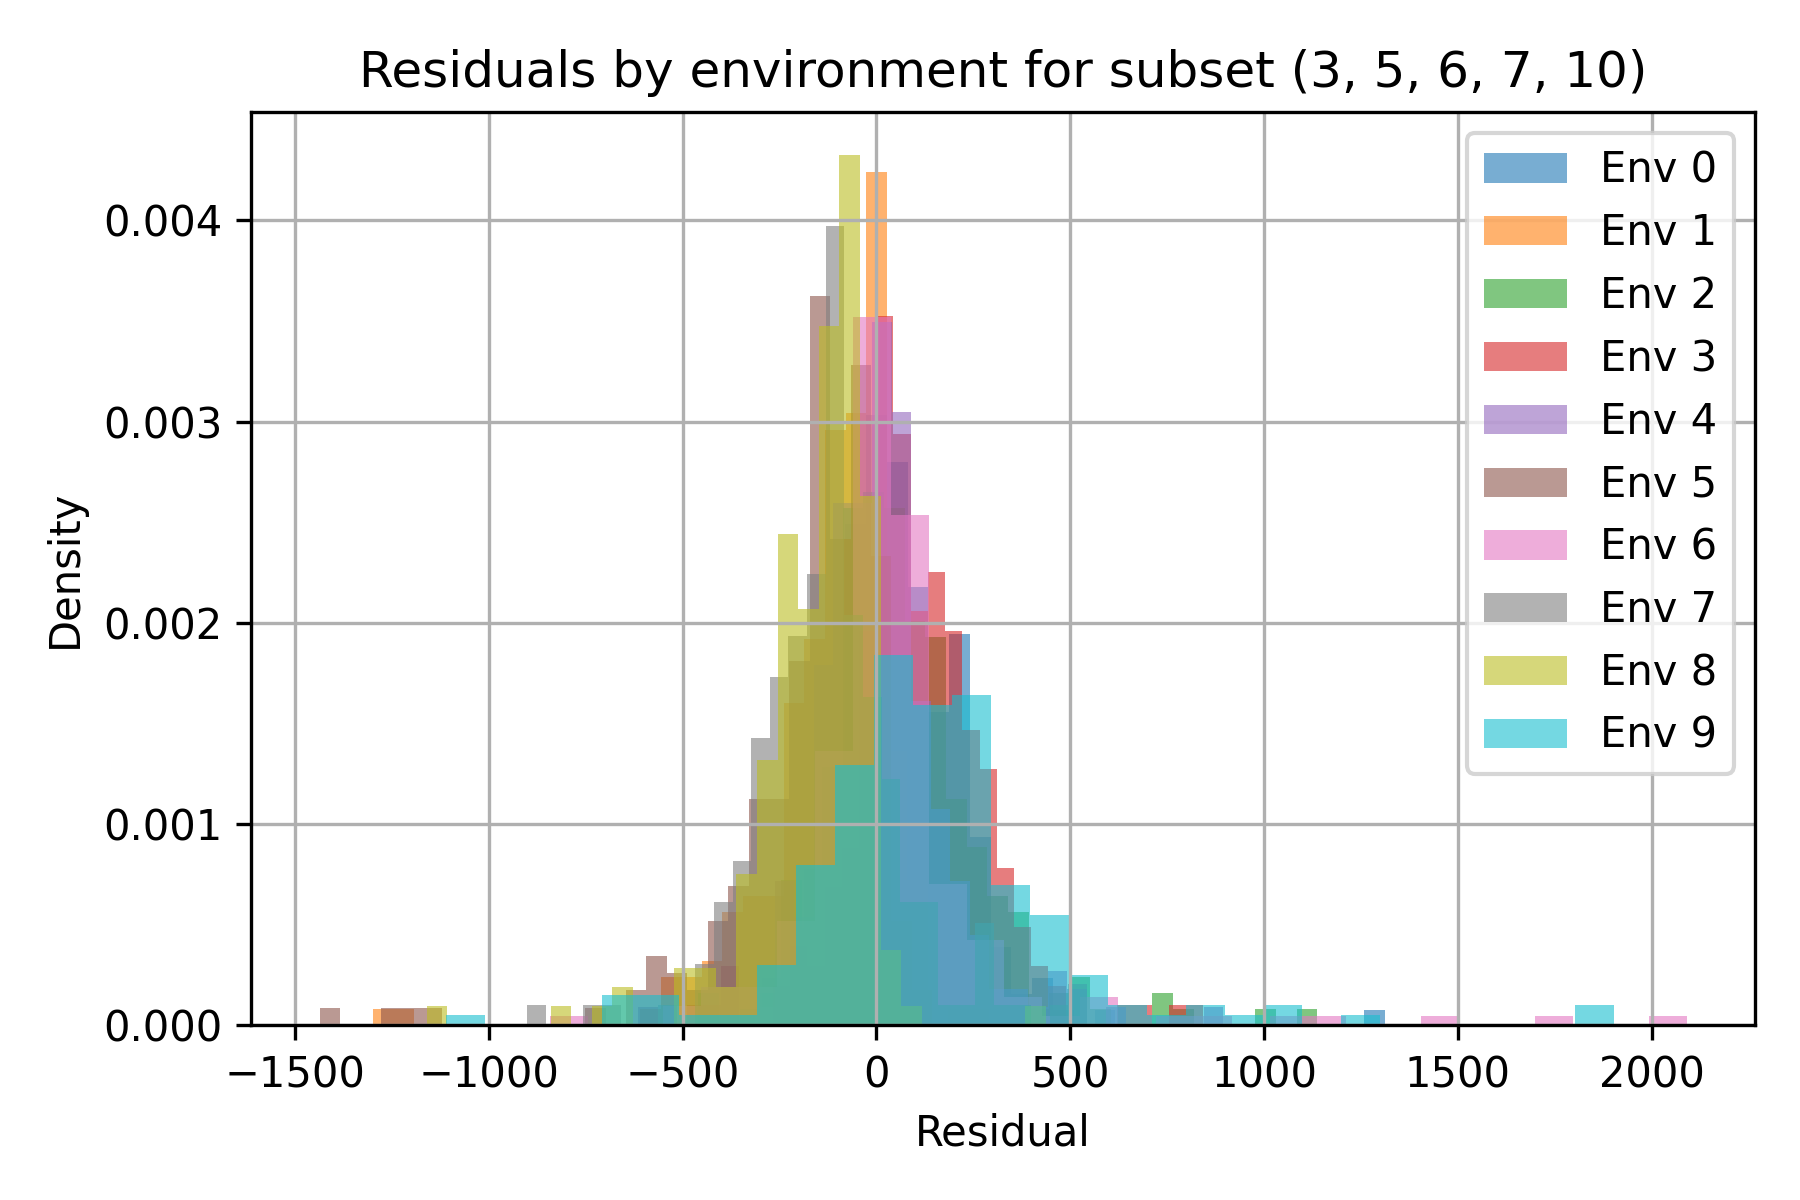 Residuals by environment for subset (3, 5, 6, 7, 10)
Density
0.004
0.003
0.002
0.001
0.000
−1500 −1000 −500 0 500 1000 1500 2000
Residual
Env 0
Env 1
Env 2
Env 3
Env 4
Env 5
Env 6
Env 7
Env 8
Env 9